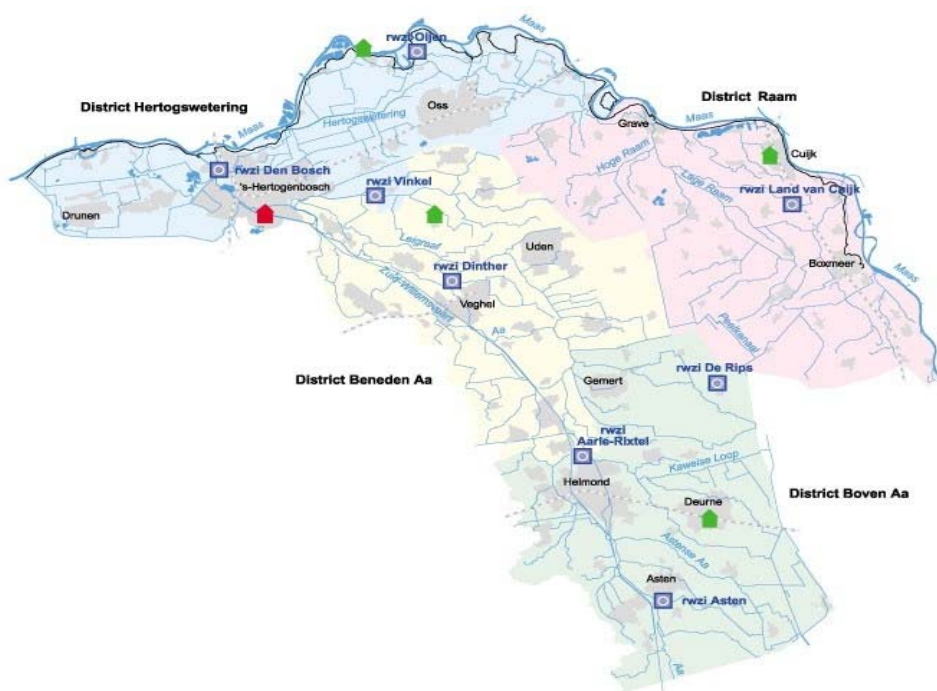 rwzi Oijen
Maas
District Hertogswetering
Oss
District Raam
Maas
Hertogswetering
Maas
Grave
Cuijk
Hoge Raam
rwzi Den Bosch
's-Hertogenbosch
rwzi Vinkel
Lage Raam
rwzi Land van Cuijk
Drunen
Leigraaf
Uden
Boxmeer
Maas
rwzi Dinther
Zuid-Willemsvaart
Veghel
Aa
Peelkanaal
District Beneden Aa
Gemert
rwzi De Rips
rwzi
Aarle-Rixtel
Kaweise Loop
Helmond
Deurne
District Boven Aa
Astense Aa
Asten
rwzi Asten
Aa